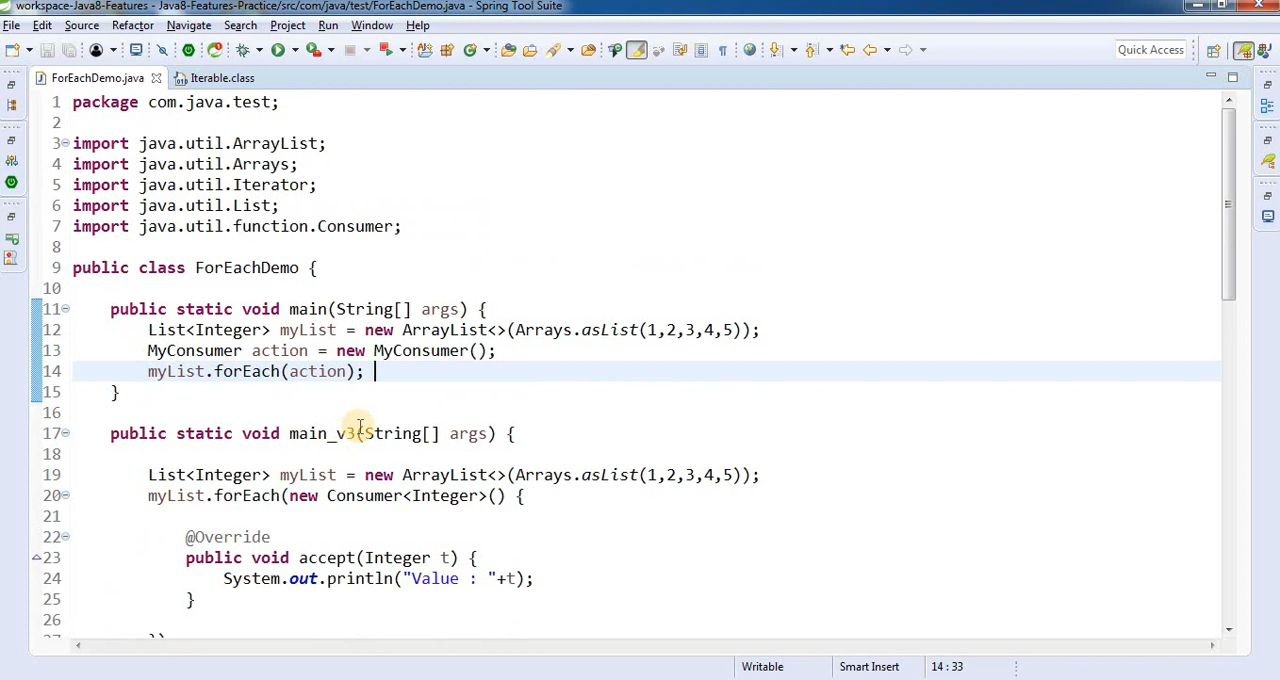 workspace-Java8-Features - Java8-Features-Practice/src/com/java/test/ForEachDemo.java - Spring Tool Suite
File Edit Source Refactor Navigate Search Project Run Window Help
Quick Access
ForEachDemo.java Iterable.class
1 package com.java.test;
2
3 import java.util.ArrayList;
4 import java.util.Arrays;
5 import java.util.Iterator;
6 import java.util.List;
7 import java.util.function.Consumer;
8
9 public class ForEachDemo {
10
11 public static void main(String[] args) {
12 List<Integer> myList = new ArrayList<>(Arrays.asList(1,2,3,4,5));
13 MyConsumer action = new MyConsumer();
14 myList.forEach(action);
15 }
16
17 public static void main_v3(String[] args) {
18
19 List<Integer> myList = new ArrayList<>(Arrays.asList(1,2,3,4,5));
20 myList.forEach(new Consumer<Integer>() {
21
22 @Override
23 public void accept(Integer t) {
24 System.out.println("Value : "+t);
25 }
26
Writable Smart Insert 14 : 33